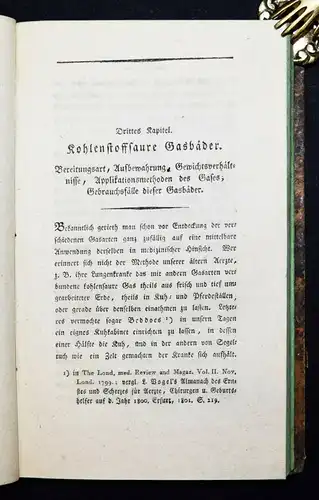 Drittes Kapitel.
Kohlenstoffsaure Gasbäder.
Bereitungsart, Aufbewahrung, Gewichtsverhält-
nisse, Applikationsmethoden des Gases,
Gebrauchsfälle dieser Gasbäder.
Bekanntlich gerieth man schon vor Entdeckung der ver-
schiedenen Gasarten ganz zufällig auf eine mittelbare
Anwendung derselben in medizinischer Hinsicht. Wer
erinnert sich nicht der Methode unserer ältern Aerzte,
z. B. ihre Lungenkranke das mit andern Gasarten ver-
bundene kohlensaure Gas theils aus frisch und tief um-
gearbeiteter Erde, theils in Kuh- und Pferdeställen,
oder gerade über denselben einathmen zu lassen. Letzte-
res vermochte sogar Beddoes ¹) in unsern Tagen
ein eignes Kuhkabinet einrichten zu lassen, in dessen
einer Hälfte die Kuh, und in der andern von Segel-
tuch wie ein Zelt gemachten der Kranke sich aufhält.
1) in The Lond. med. Review and Magaz. Vol. II. Nov.
Lond. 1799.; vergl. L. Vogel's Almanach des Ern-
stes und Scherzes für Aerzte, Chirurgen u. Geburts-
helfer auf d. Jahr 1800. Erfurt, 1801. S. 219.